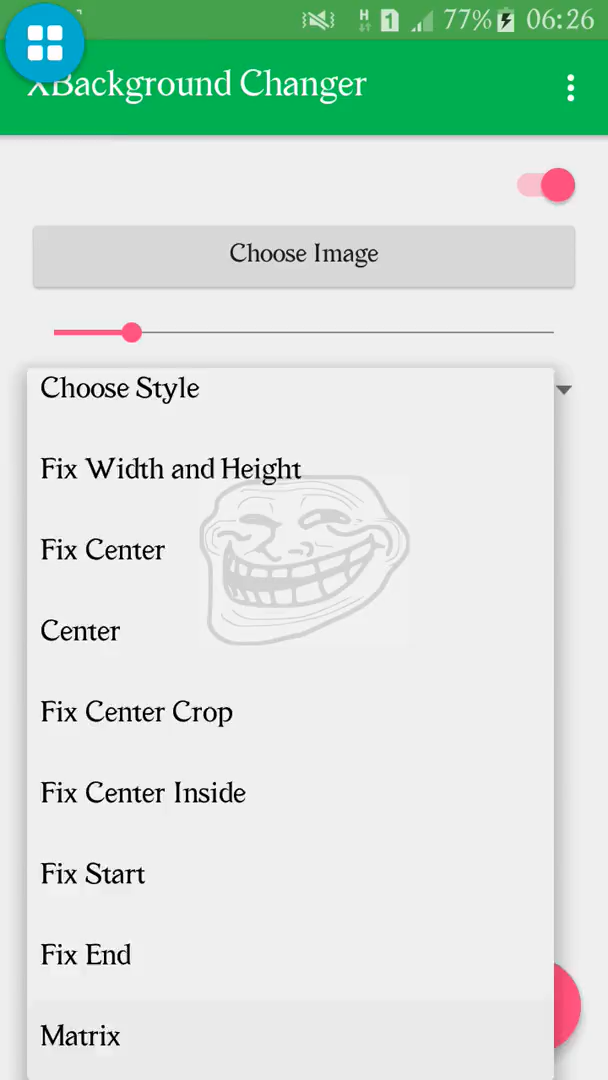 H 1 77% 06:26
XBackground Changer
Choose Image
Choose Style
Fix Width and Height
Fix Center
Center
Fix Center Crop
Fix Center Inside
Fix Start
Fix End
Matrix